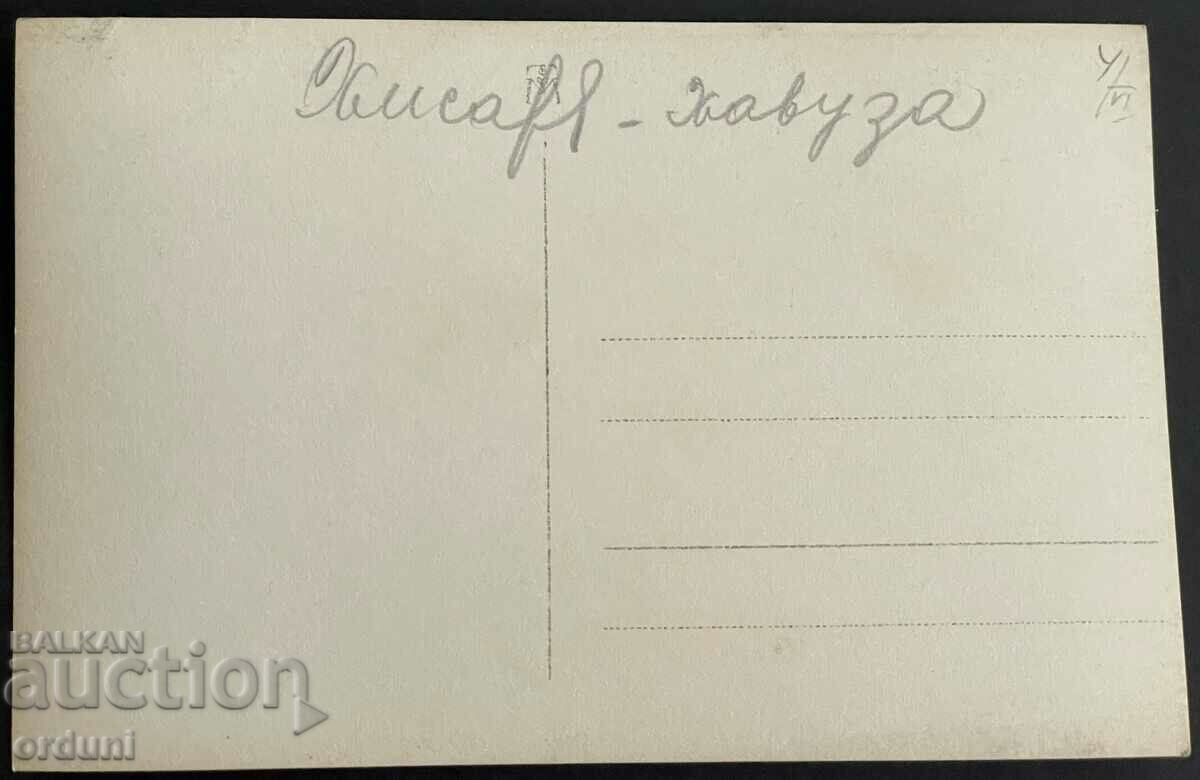 Хисаря - хавуза
BALKAN
auction
orduni